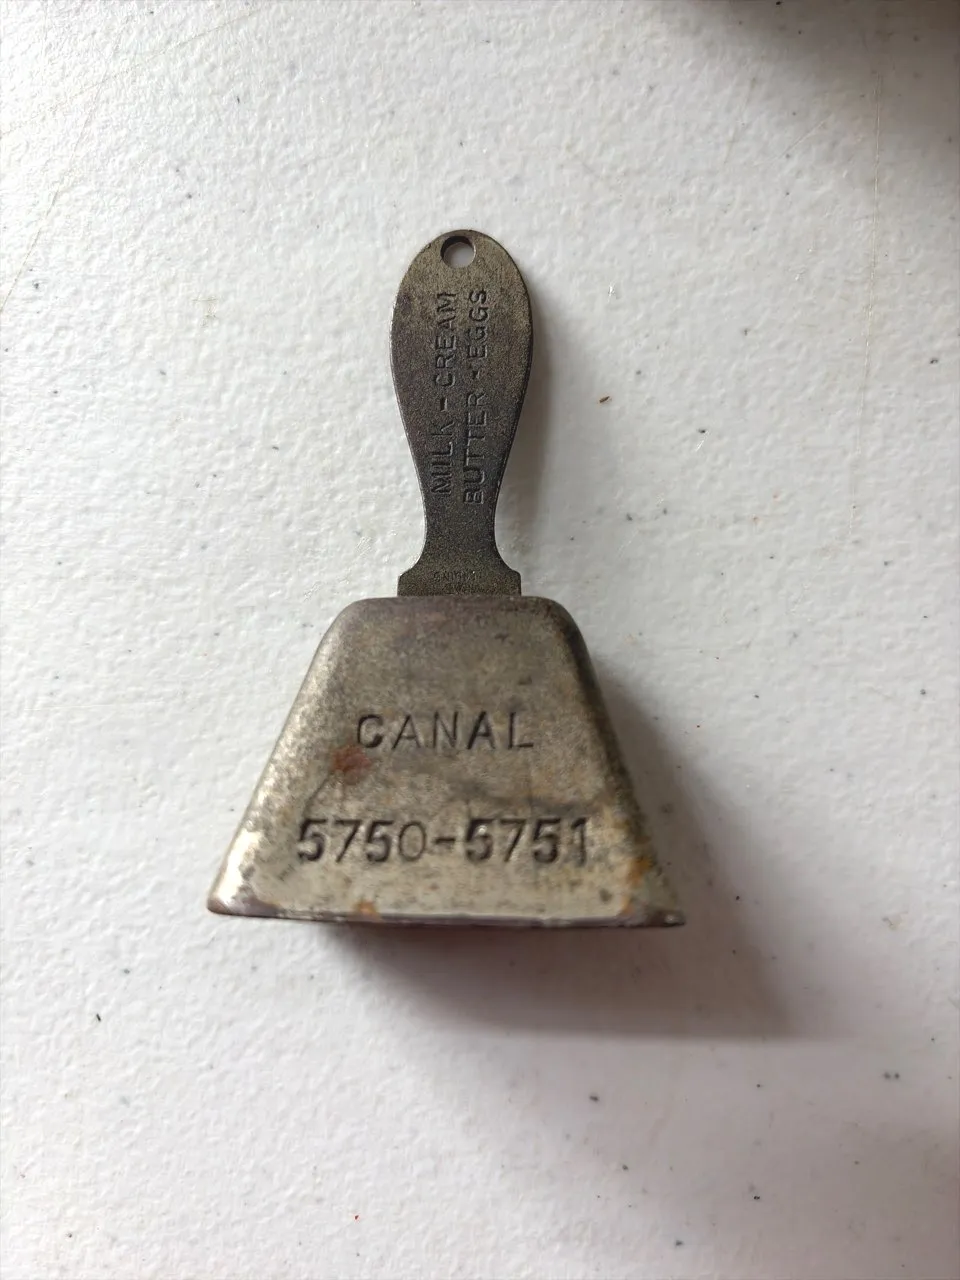 MILK - CREAM
BUTTER - EGGS
CANAL
5750-5751